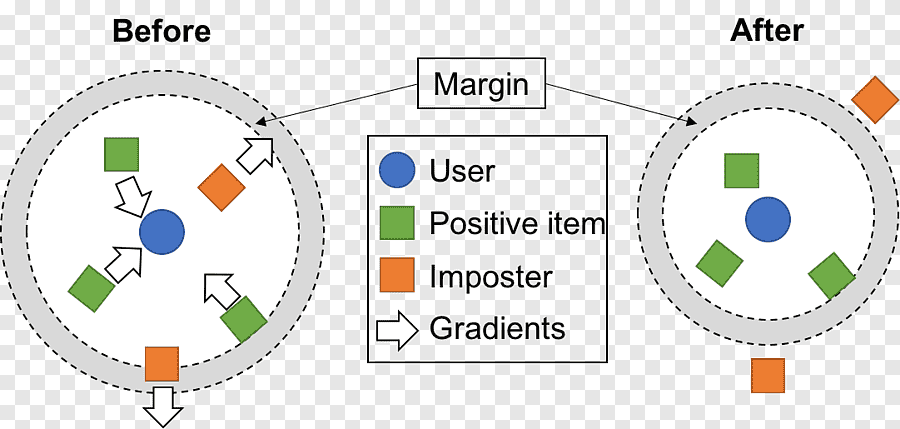 Before
After
Margin
User
Positive item
Imposter
Gradients